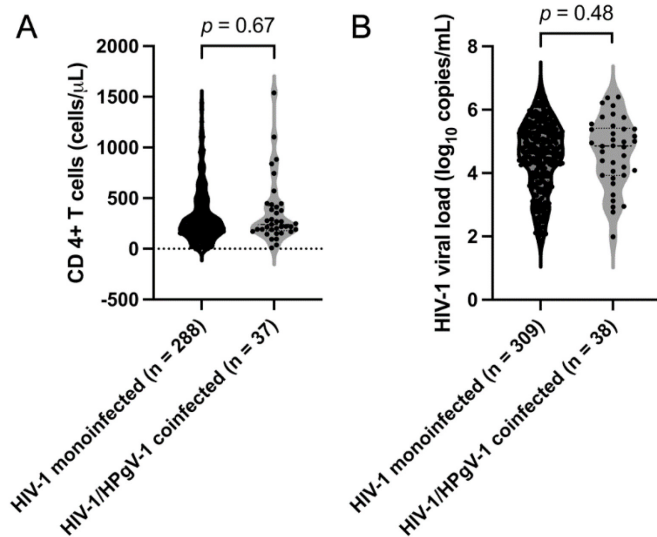 A
p = 0.67
CD 4+ T cells (cells/μL)
2000
1500
1000
500
0
-500
HIV-1 monoinfected (n = 288)
HIV-1/HPgV-1 coinfected (n = 37)
B
p = 0.48
HIV-1 viral load (log₁₀ copies/mL)
8
6
4
2
0
HIV-1 monoinfected (n = 309)
HIV-1/HPgV-1 coinfected (n = 38)